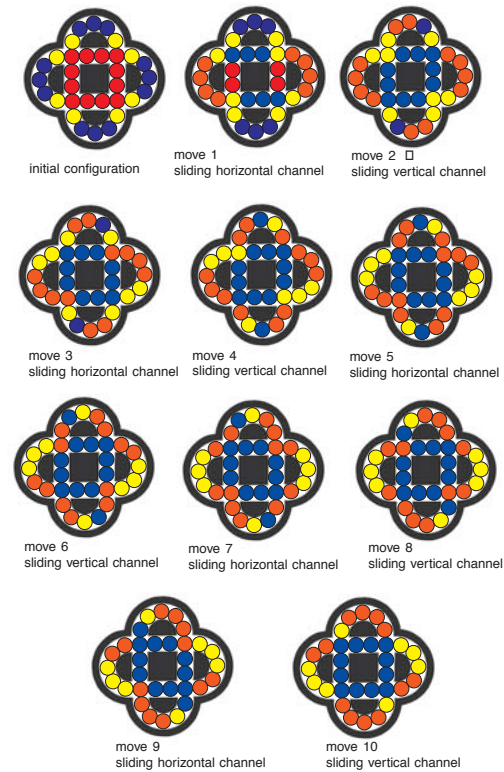 initial configuration
move 1
sliding horizontal channel
move 2 □
sliding vertical channel
move 3
sliding horizontal channel
move 4
sliding vertical channel
move 5
sliding horizontal channel
move 6
sliding vertical channel
move 7
sliding horizontal channel
move 8
sliding vertical channel
move 9
sliding horizontal channel
move 10
sliding vertical channel